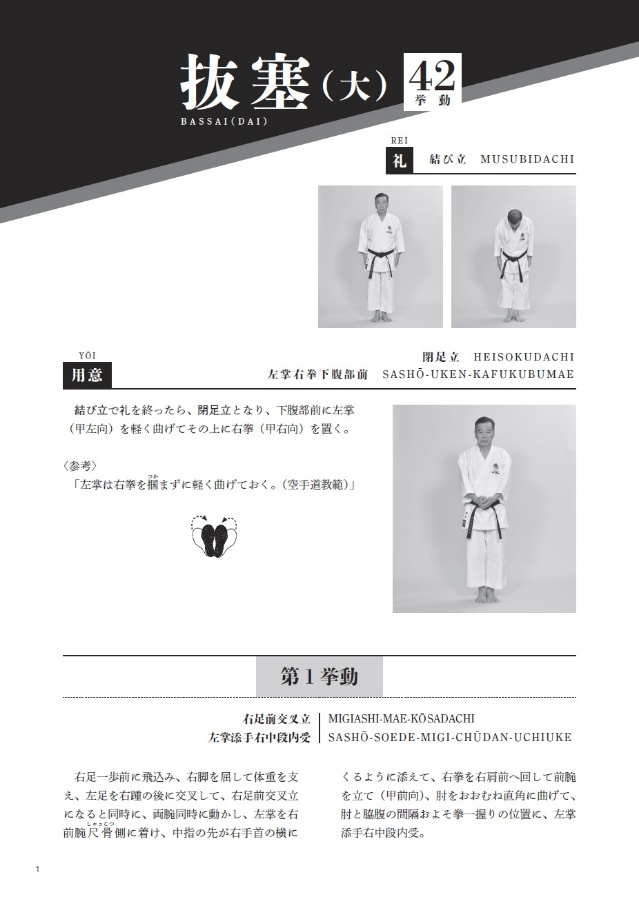 抜塞（大）
42
挙動
BASSAI(DAI)
REI
礼 結び立 MUSUBIDACHI
YŌI
用意
閉足立 HEISOKUDACHI
左掌右拳下腹部前 SASHŌ-UKEN-KAFUKUBUMAE
結び立で礼を終ったら、閉足立となり、下腹部前に左掌
（甲左向）を軽く曲げてその上に右拳（甲右向）を置く。
〈参考〉
つか
「左掌は右拳を摑まずに軽く曲げておく。（空手道教範）」
第１挙動
右足前交叉立 MIGIASHI-MAE-KŌSADACHI
左掌添手右中段内受 SASHŌ-SOEDE-MIGI-CHŪDAN-UCHIUKE
右足一歩前に飛込み、右脚を屈して体重を支
え、左足を右踵の後に交叉して、右足前交叉立
になると同時に、両腕同時に動かし、左掌を右
しゃっこつ
前腕尺骨側に着け、中指の先が右手首の横に
くるように添えて、右拳を右肩前へ回して前腕
を立て（甲前向）、肘をおおむね直角に曲げて、
肘と脇腹の間隔およそ拳一握りの位置に、左掌
添手右中段内受。
1